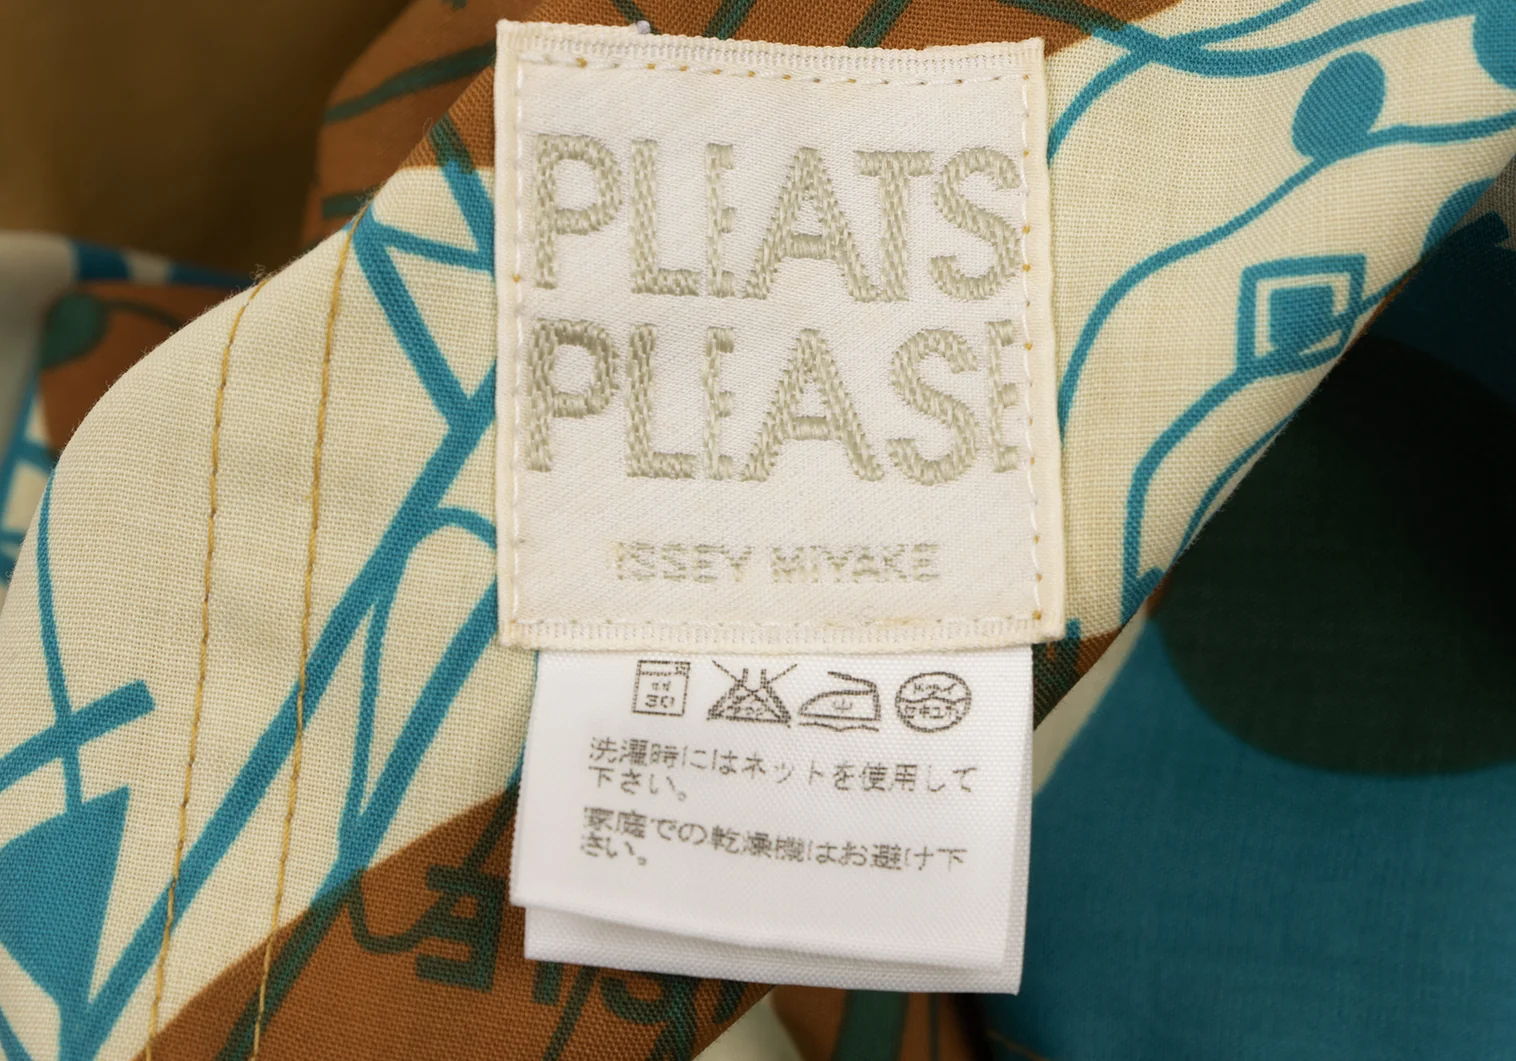 PLEATS
PLEASE
ISSEY MIYAKE
30
洗濯時にはネットを使用して
下さい。
家庭での乾燥機はお避け下
さい。